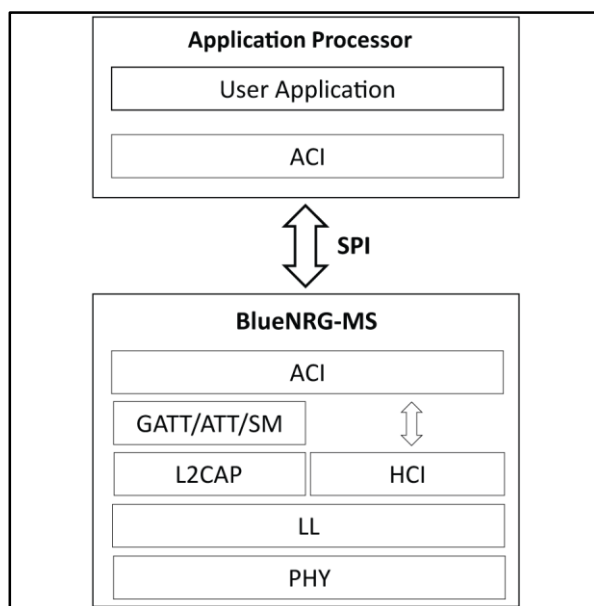 Application Processor
User Application
ACI
SPI
BlueNRG-MS
ACI
GATT/ATT/SM
L2CAP
HCI
LL
PHY